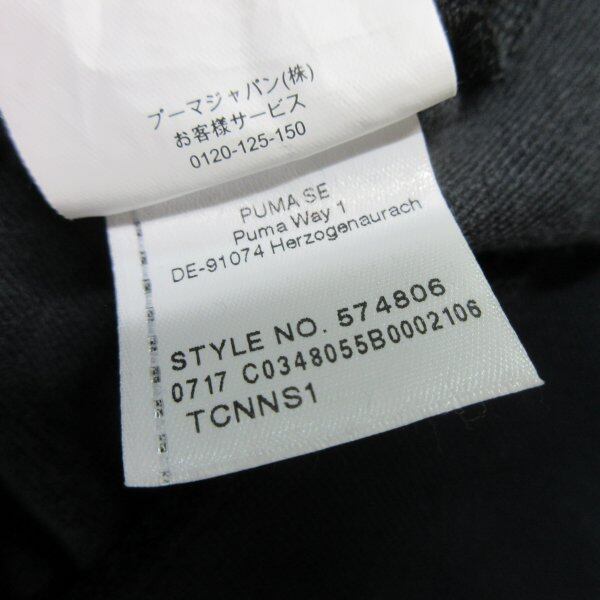 プーマジャパン(株)
お客様サービス
0120-125-150
PUMA SE
Puma Way 1
DE-91074 Herzogenaurach
STYLE NO. 574806
0717 C0348055B0002106
TCNNS1